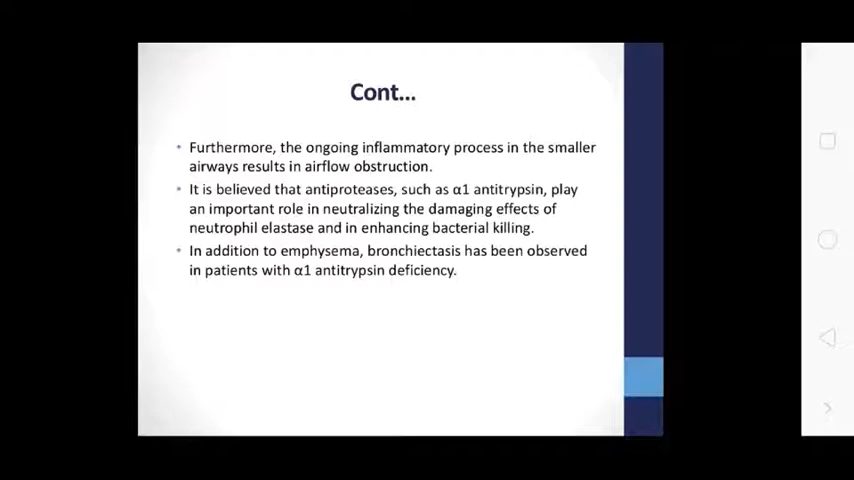 Cont...
• Furthermore, the ongoing inflammatory process in the smaller
airways results in airflow obstruction.
• It is believed that antiproteases, such as α1 antitrypsin, play
an important role in neutralizing the damaging effects of
neutrophil elastase and in enhancing bacterial killing.
• In addition to emphysema, bronchiectasis has been observed
in patients with α1 antitrypsin deficiency.